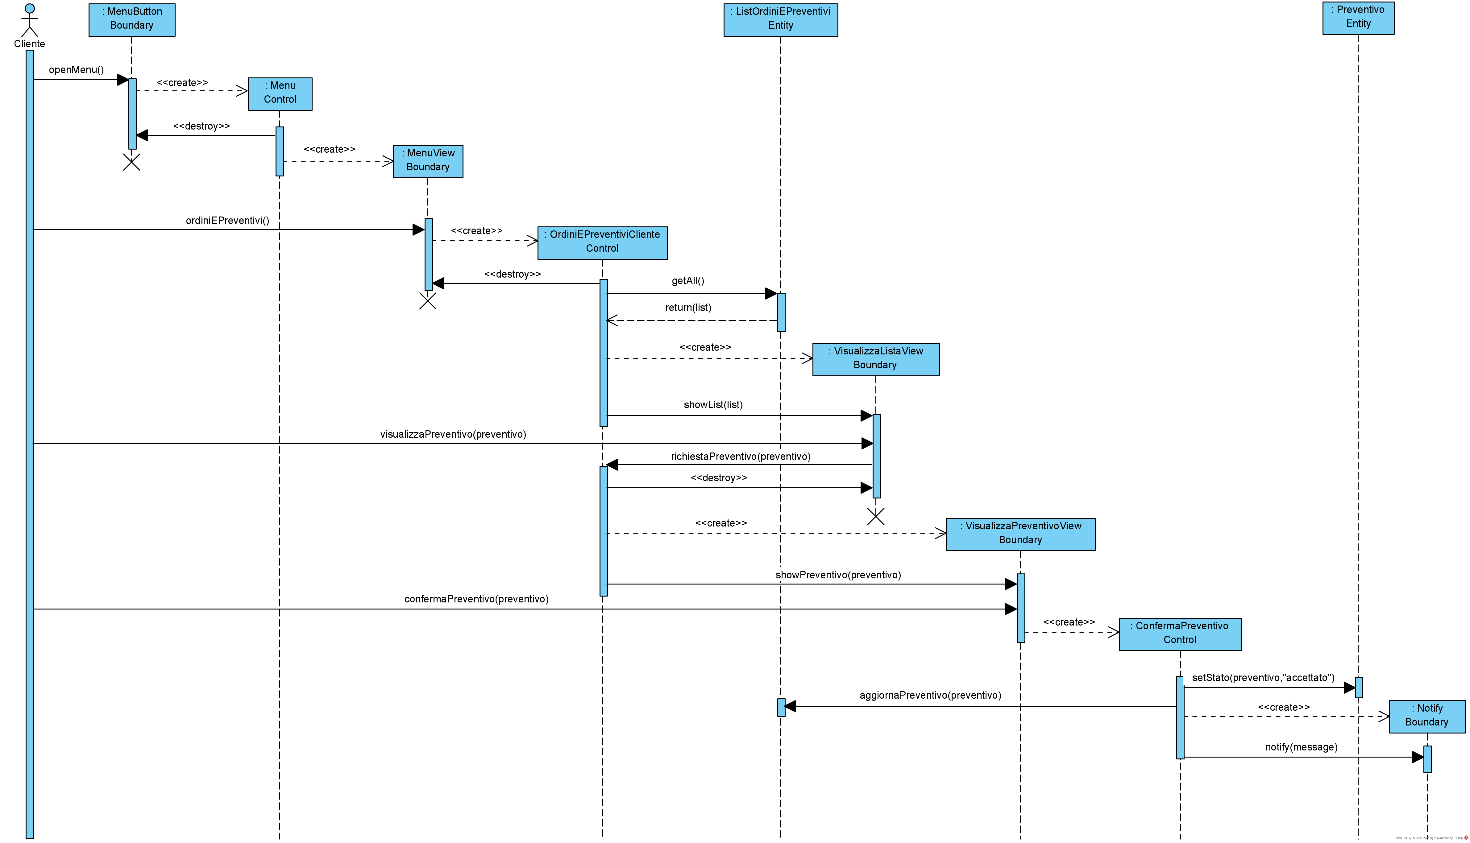 : MenuButton
Boundary
: ListOrdiniEPreventivi
Entity
: Preventivo
Entity
Cliente
openMenu()
<<create>>
: Menu
Control
<<destroy>>
<<create>>
: MenuView
Boundary
ordiniEPreventivi()
<<create>>
: OrdiniEPreventiviCliente
Control
<<destroy>>
getAll()
return(list)
<<create>>
: VisualizzaListaView
Boundary
showList(list)
visualizzaPreventivo(preventivo)
richiestaPreventivo(preventivo)
<<destroy>>
<<create>>
: VisualizzaPreventivoView
Boundary
showPreventivo(preventivo)
confermaPreventivo(preventivo)
<<create>>
: ConfermaPreventivo
Control
setStato(preventivo,"accettato")
aggiornaPreventivo(preventivo)
<<create>>
: Notify
Boundary
notify(message)